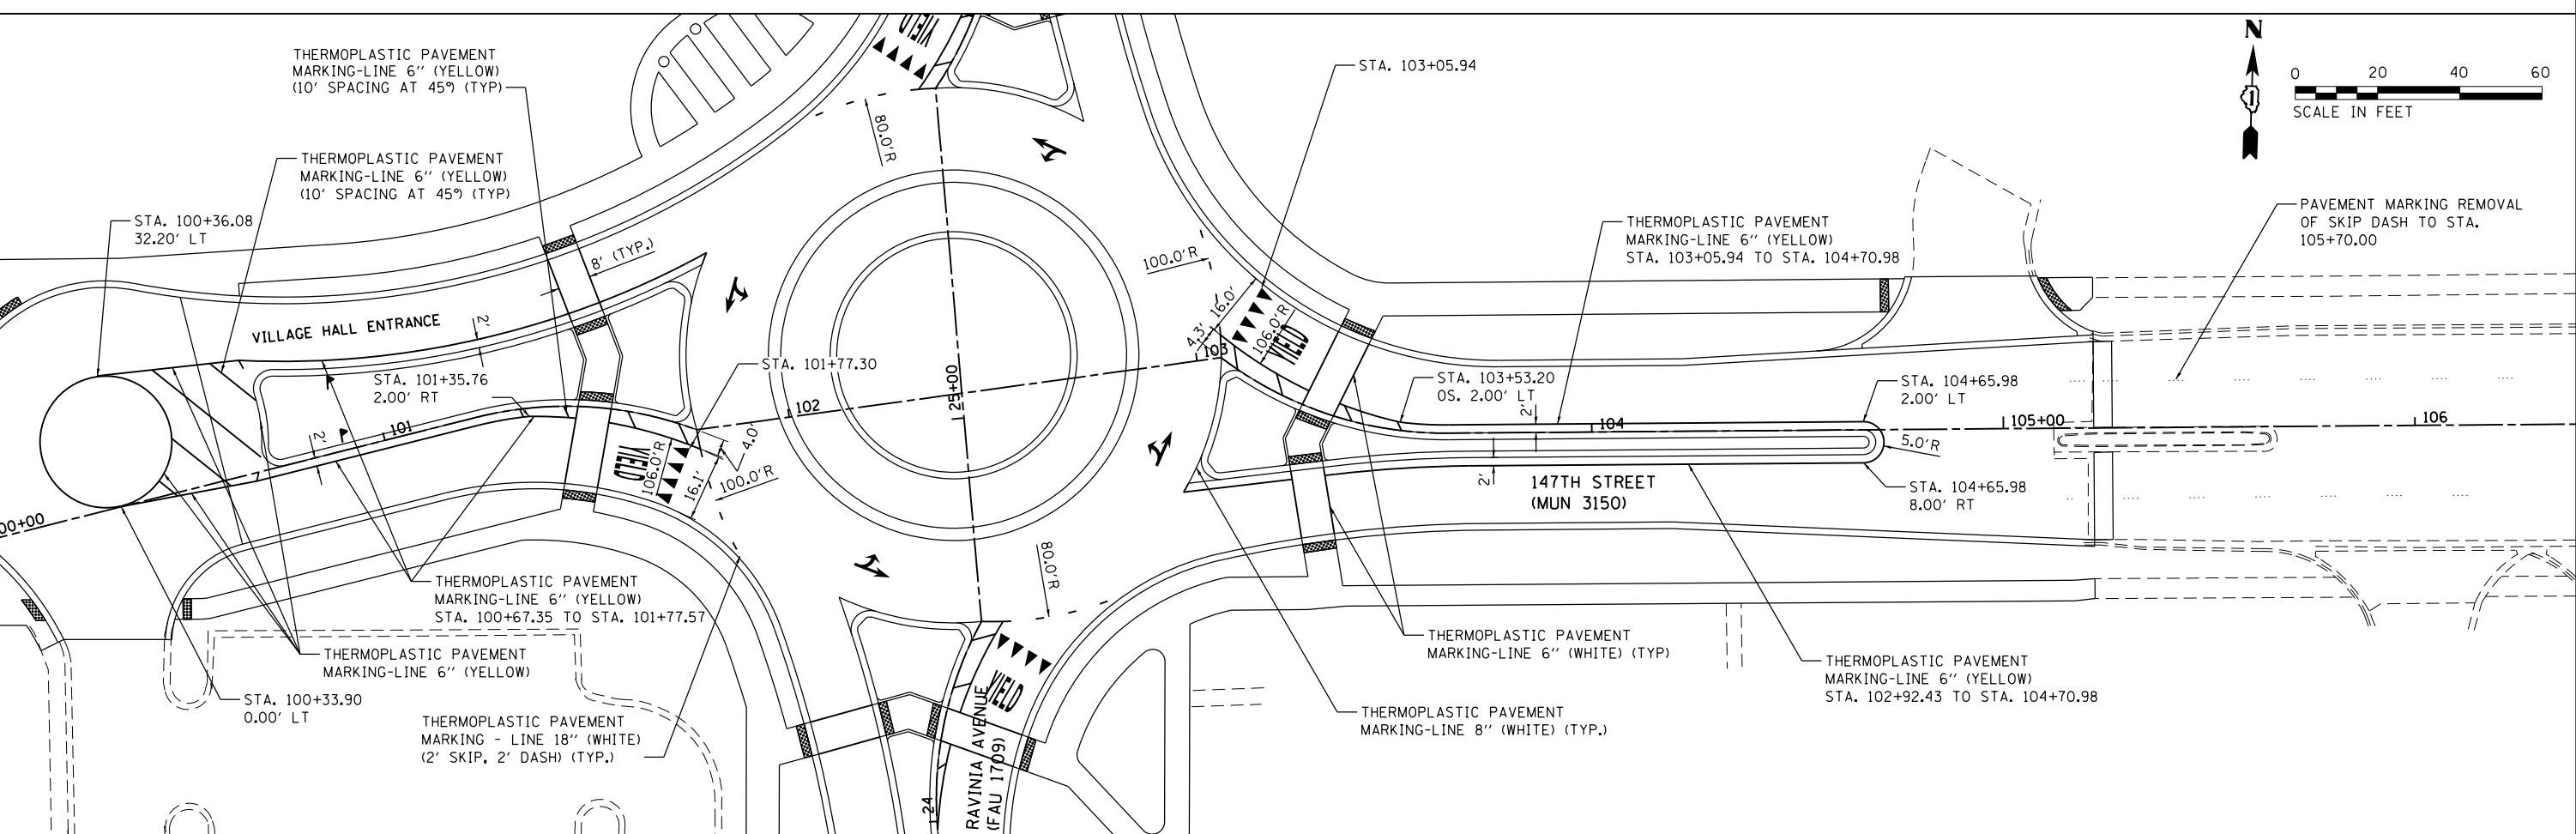 THERMOPLASTIC PAVEMENT
MARKING-LINE 6'' (YELLOW)
(10' SPACING AT 45°) (TYP)
THERMOPLASTIC PAVEMENT
MARKING-LINE 6'' (YELLOW)
(10' SPACING AT 45°) (TYP)
STA. 100+36.08
32.20' LT
VILLAGE HALL ENTRANCE
2'
8' (TYP.)
YIELD
80.0'R
STA. 101+35.76
2.00' RT
STA. 101+77.30
2'
101
102
25+00
103
00+00
YIELD
106.0'R
16.1'
4.0'
100.0'R
STA. 103+05.94
100.0'R
4.3'
16.0'
106.0'R
YIELD
THERMOPLASTIC PAVEMENT
MARKING-LINE 6'' (YELLOW)
STA. 103+05.94 TO STA. 104+70.98
STA. 103+53.20
OS. 2.00' LT
2'
104
STA. 104+65.98
2.00' LT
105+00
106
5.0'R
2'
147TH STREET
(MUN 3150)
STA. 104+65.98
8.00' RT
N
1
0 20 40 60
SCALE IN FEET
PAVEMENT MARKING REMOVAL
OF SKIP DASH TO STA.
105+70.00
THERMOPLASTIC PAVEMENT
MARKING-LINE 6'' (YELLOW)
STA. 100+67.35 TO STA. 101+77.57
THERMOPLASTIC PAVEMENT
MARKING-LINE 6'' (YELLOW)
STA. 100+33.90
0.00' LT
THERMOPLASTIC PAVEMENT
MARKING - LINE 18'' (WHITE)
(2' SKIP, 2' DASH) (TYP.)
80.0'R
YIELD
24
RAVINIA AVENUE
(FAU 1709)
THERMOPLASTIC PAVEMENT
MARKING-LINE 6'' (WHITE) (TYP)
THERMOPLASTIC PAVEMENT
MARKING-LINE 8'' (WHITE) (TYP.)
THERMOPLASTIC PAVEMENT
MARKING-LINE 6'' (YELLOW)
STA. 102+92.43 TO STA. 104+70.98